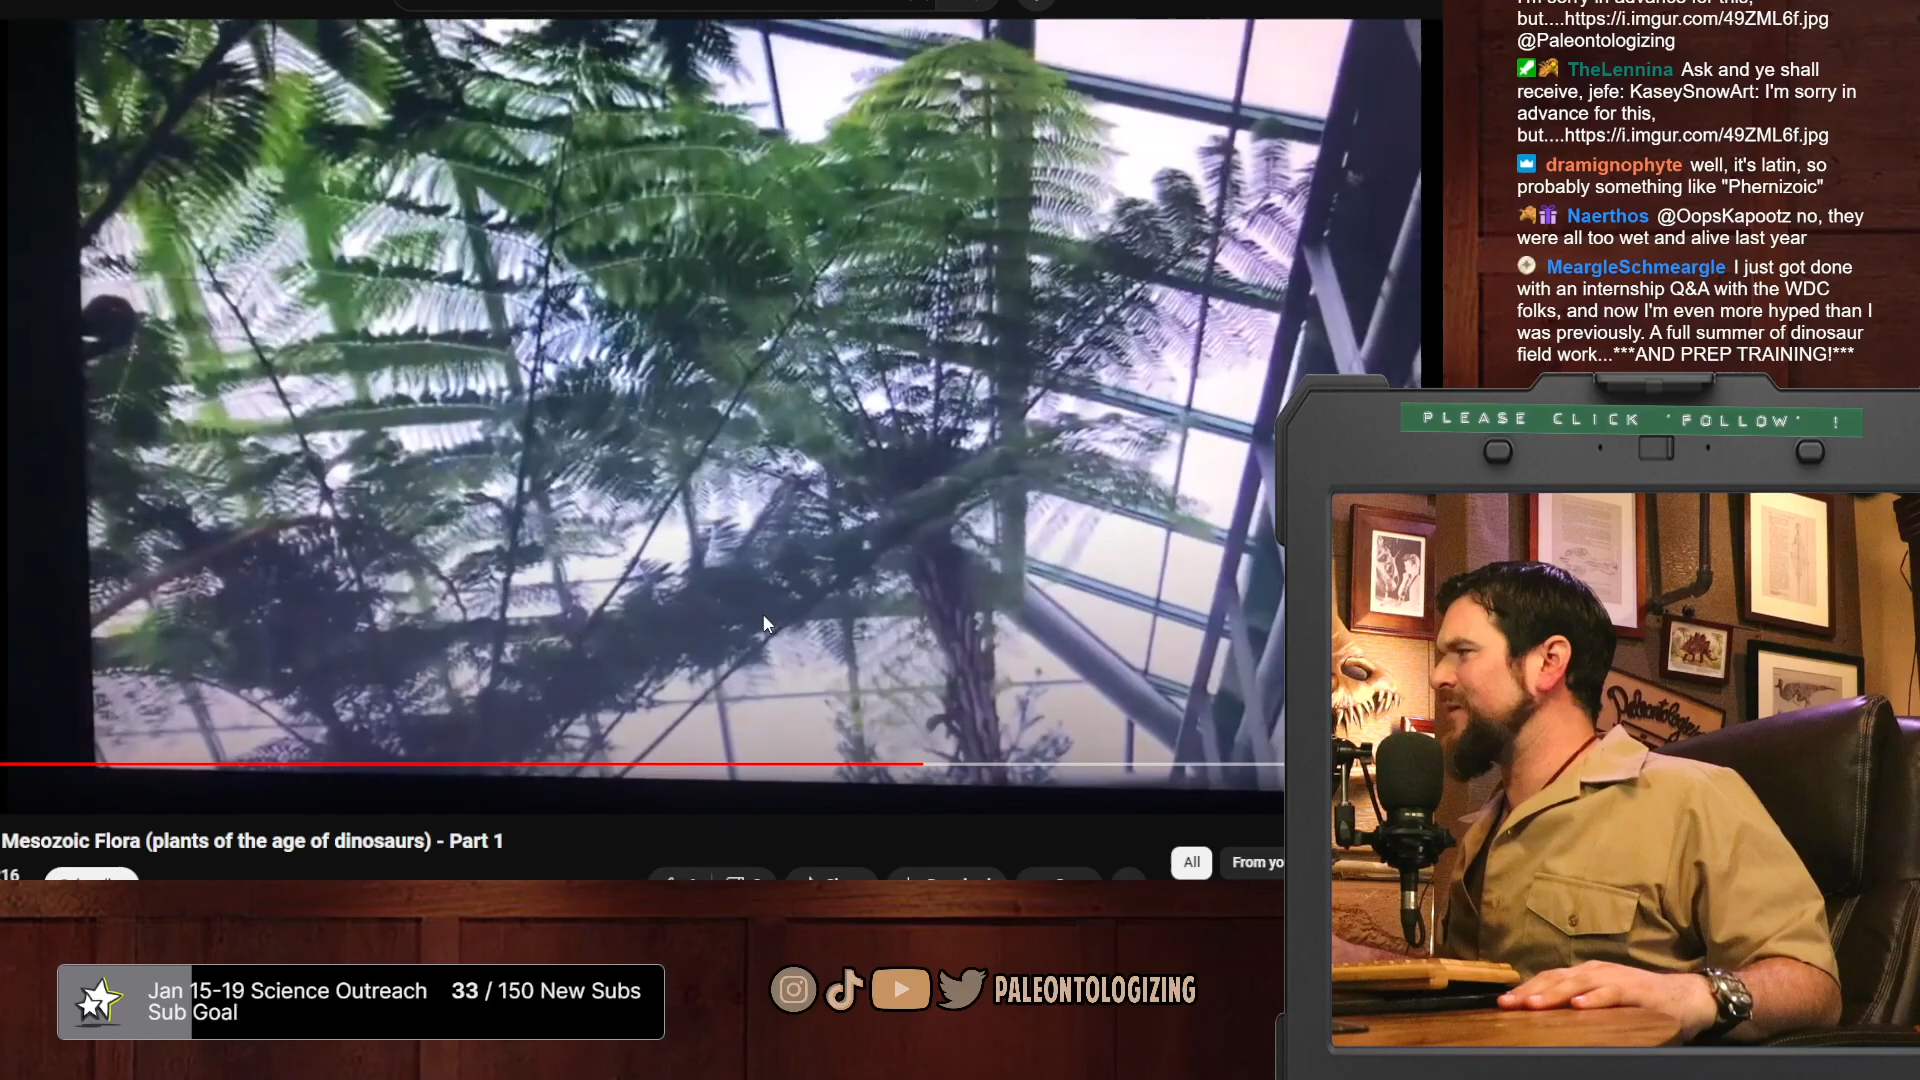 but....https://i.imgur.com/49ZML6f.jpg
@Paleontologizing
TheLennina Ask and ye shall
receive, jefe: KaseySnowArt: I'm sorry in
advance for this,
but....https://i.imgur.com/49ZML6f.jpg
dramignophyte well, it's latin, so
probably something like "Phernizoic"
Naerthos @OopsKapootz no, they
were all too wet and alive last year
MeargleSchmeargle I just got done
with an internship Q&A with the WDC
folks, and now I'm even more hyped than I
was previously. A full summer of dinosaur
field work...***AND PREP TRAINING!***
PLEASE CLICK 'FOLLOW' !
Paleontologizing
Mesozoic Flora (plants of the age of dinosaurs) - Part 1
16
All
From yo
Jan 15-19 Science Outreach 33 / 150 New Subs
Sub Goal
PALEONTOLOGIZING